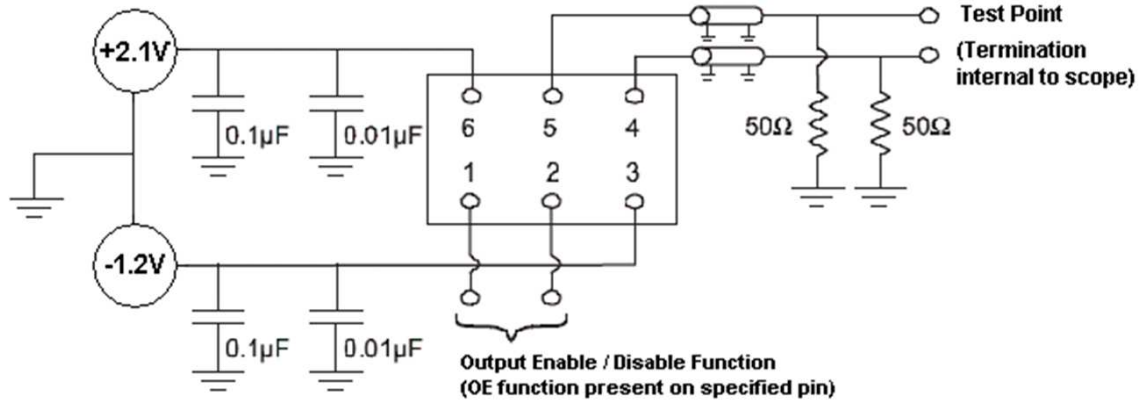 +2.1V
Test Point
(Termination
internal to scope)
0.1µF
0.01µF
6 5 4
50Ω
50Ω
1 2 3
-1.2V
0.1µF
0.01µF
Output Enable / Disable Function
(OE function present on specified pin)